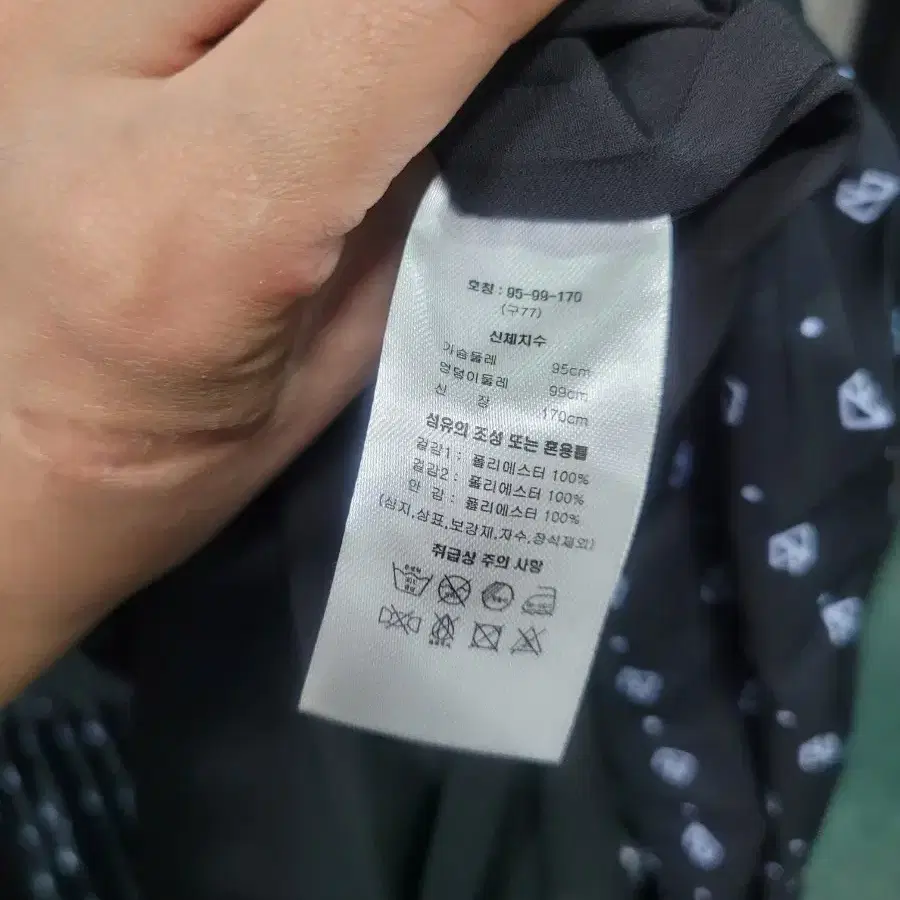 호칭 : 95-99-170
(구77)
신체치수
가슴둘레 95cm
엉덩이둘레 99cm
신 장 170cm
섬유의 조성 또는 혼용률
겉감1 : 폴리에스터 100%
겉감2 : 폴리에스터 100%
안 감 : 폴리에스터 100%
(심지,상표,보강재,자수,장식제외)
취급상 주의 사항